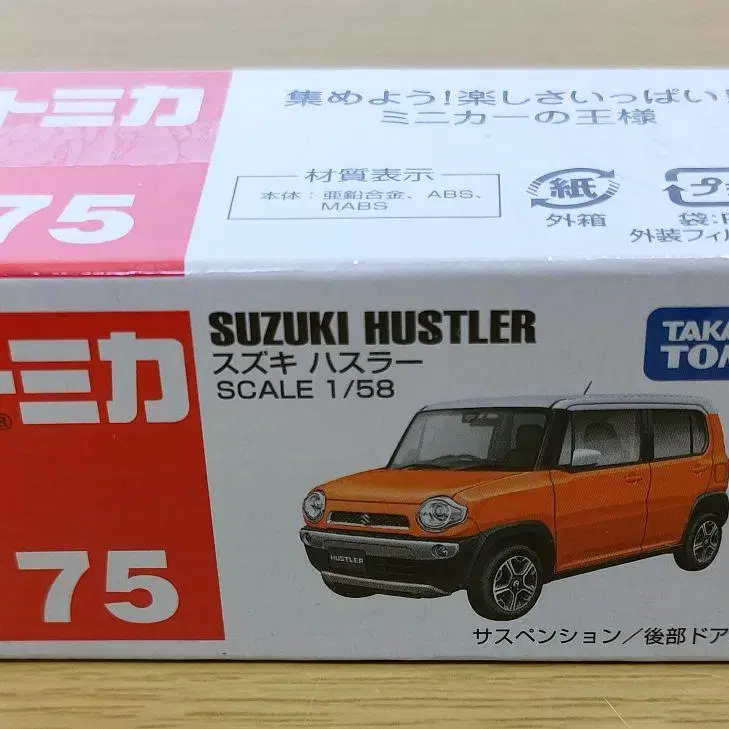 トミカ
75
集めよう!楽しさいっぱい!
ミニカーの王様
材質表示
本体:亜鉛合金、ABS、
MABS
紙
外箱
プ
袋:
外装フィル
トミカ
75
SUZUKI HUSTLER
スズキ ハスラー
SCALE 1/58
TAKA
TOM
HUSTLER
サスペンション/後部ドア